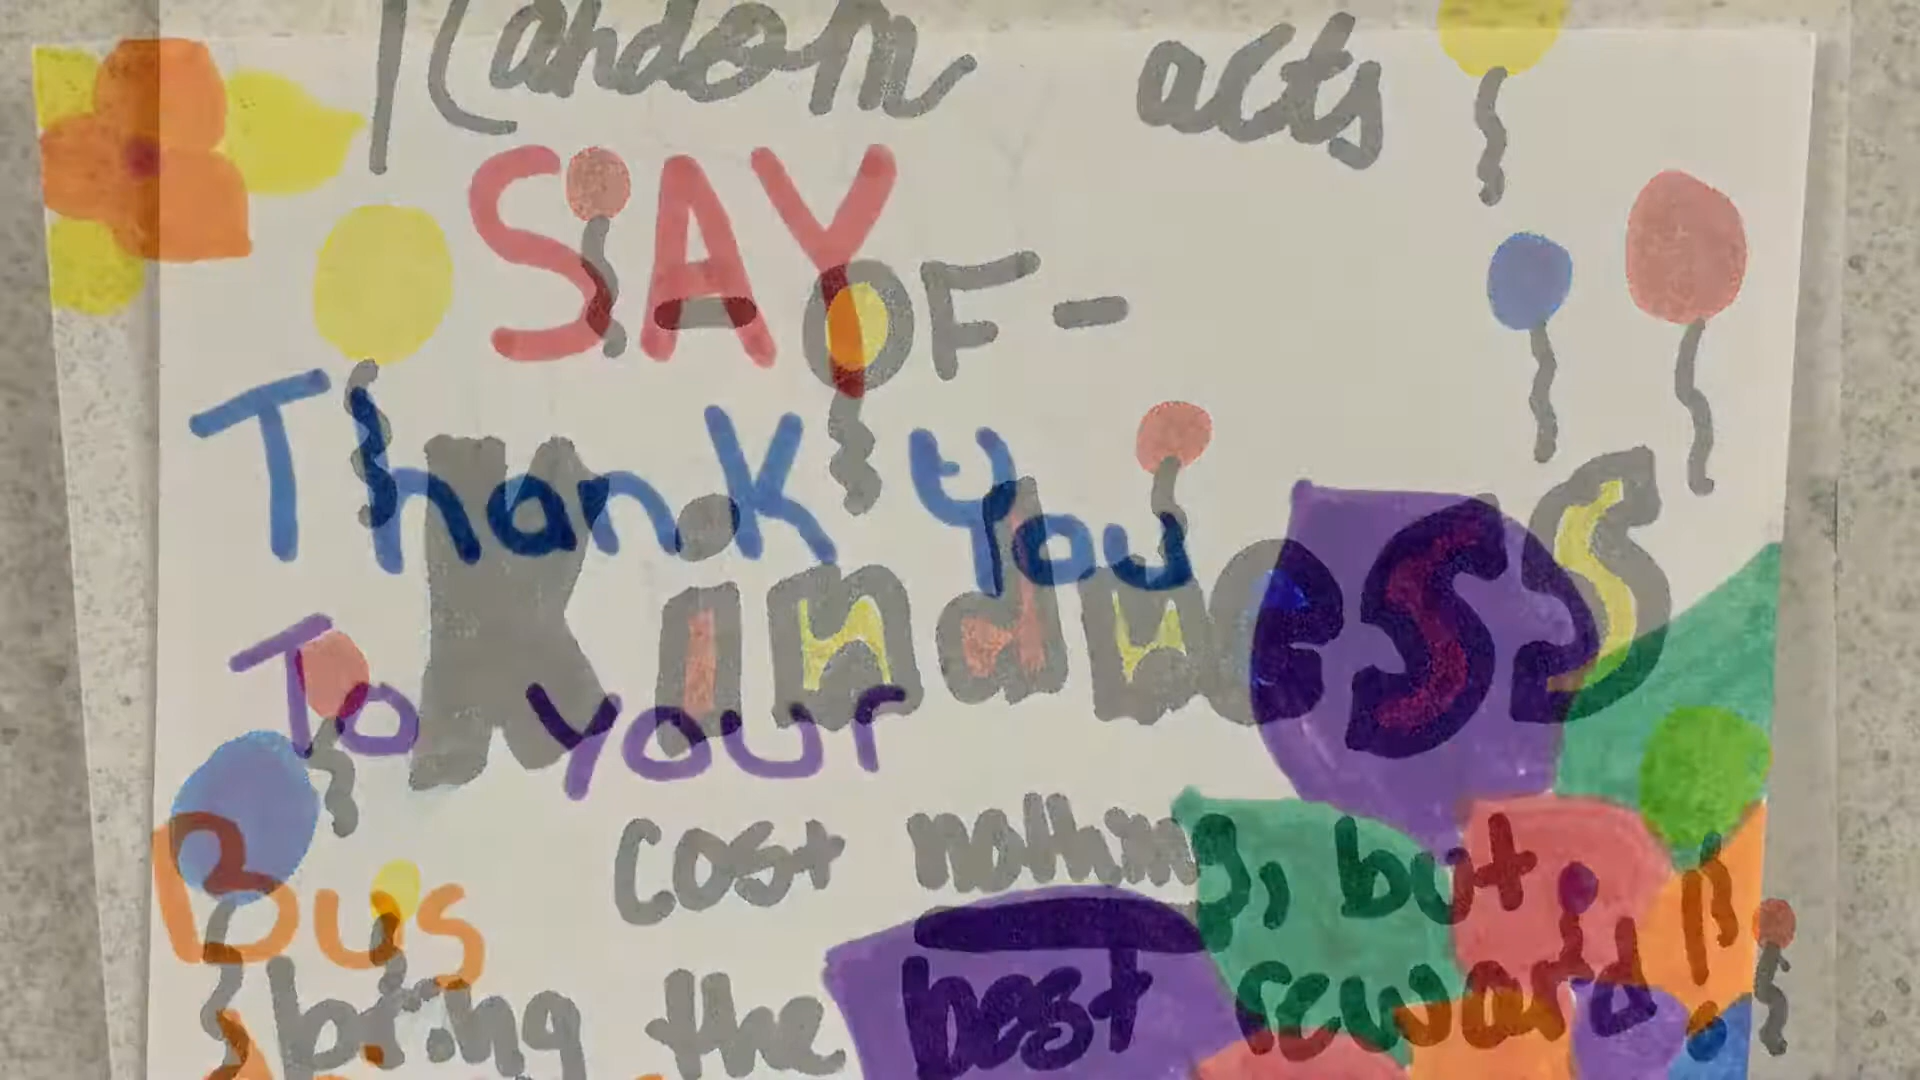 Random acts
-OF-
Kindness
cost nothing, but
bring the best reward!!
SAY
Thank You
To Your
Bus